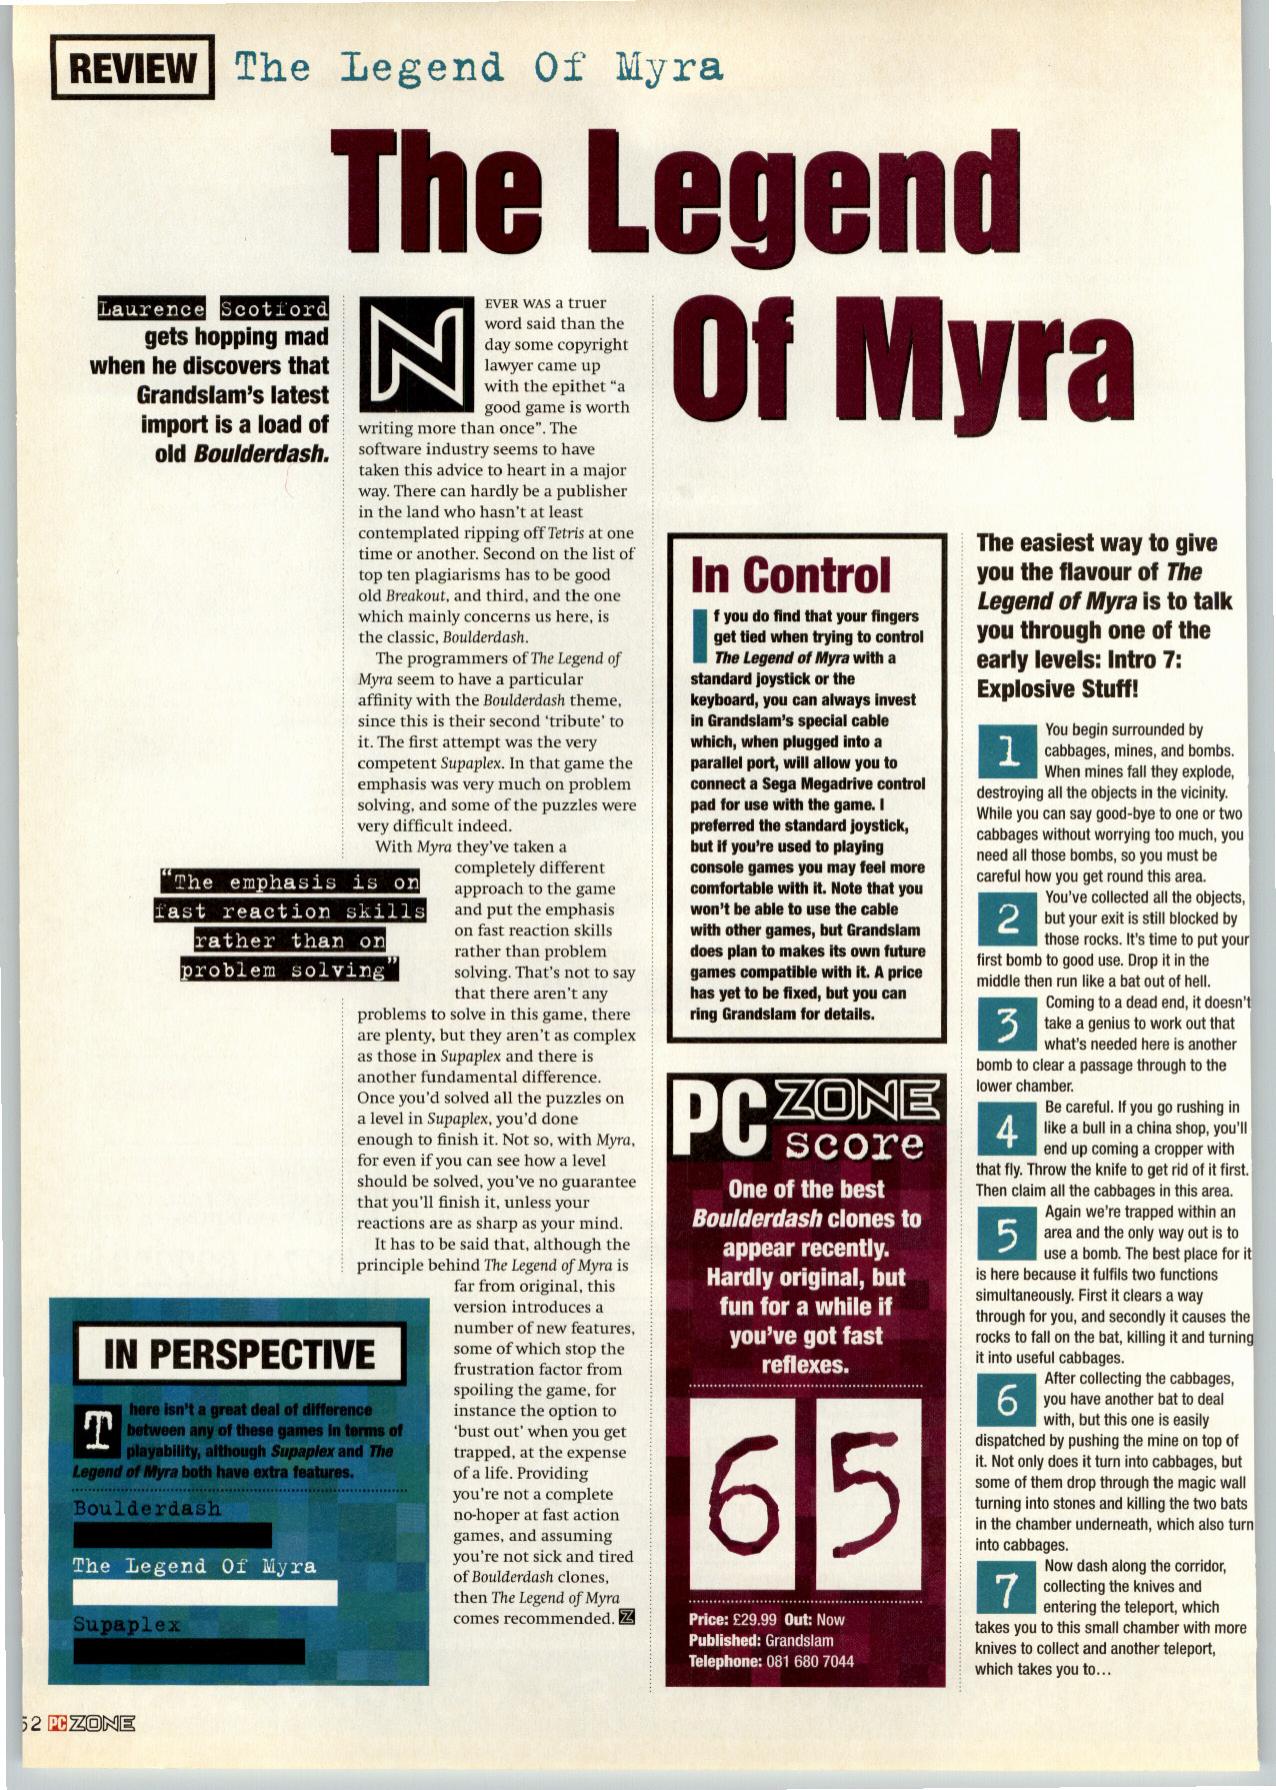 REVIEW The Legend Of Myra
The Legend
Of Myra
Laurence Scotford
gets hopping mad
when he discovers that
Grandslam's latest
import is a load of
old Boulderdash.
NEVER WAS a truer
word said than the
day some copyright
lawyer came up
with the epithet “a
good game is worth
writing more than once”. The
software industry seems to have
taken this advice to heart in a major
way. There can hardly be a publisher
in the land who hasn't at least
contemplated ripping off Tetris at one
time or another. Second on the list of
top ten plagiarisms has to be good
old Breakout, and third, and the one
which mainly concerns us here, is
the classic, Boulderdash.
The programmers of The Legend of
Myra seem to have a particular
affinity with the Boulderdash theme,
since this is their second ‘tribute’ to
it. The first attempt was the very
competent Supaplex. In that game the
emphasis was very much on problem
solving, and some of the puzzles were
very difficult indeed.
With Myra they've taken a
completely different
approach to the game
and put the emphasis
on fast reaction skills
rather than problem
solving. That's not to say
that there aren't any
problems to solve in this game, there
are plenty, but they aren't as complex
as those in Supaplex and there is
another fundamental difference.
Once you'd solved all the puzzles on
a level in Supaplex, you'd done
enough to finish it. Not so, with Myra,
for even if you can see how a level
should be solved, you've no guarantee
that you'll finish it, unless your
reactions are as sharp as your mind.
It has to be said that, although the
principle behind The Legend of Myra is
far from original, this
version introduces a
number of new features,
some of which stop the
frustration factor from
spoiling the game, for
instance the option to
‘bust out’ when you get
trapped, at the expense
of a life. Providing
you're not a complete
no-hoper at fast action
games, and assuming
you're not sick and tired
of Boulderdash clones,
then The Legend of Myra
comes recommended. Z
“The emphasis is on
fast reaction skills
rather than on
problem solving”
IN PERSPECTIVE
There isn't a great deal of difference
between any of these games in terms of
playability, although Supaplex and The
Legend of Myra both have extra features.
Boulderdash
The Legend Of Myra
Supaplex
In Control
If you do find that your fingers
get tied when trying to control
The Legend of Myra with a
standard joystick or the
keyboard, you can always invest
in Grandslam's special cable
which, when plugged into a
parallel port, will allow you to
connect a Sega Megadrive control
pad for use with the game. I
preferred the standard joystick,
but if you're used to playing
console games you may feel more
comfortable with it. Note that you
won't be able to use the cable
with other games, but Grandslam
does plan to makes its own future
games compatible with it. A price
has yet to be fixed, but you can
ring Grandslam for details.
PC ZONE
score
One of the best
Boulderdash clones to
appear recently.
Hardly original, but
fun for a while if
you've got fast
reflexes.
65
Price: £29.99 Out: Now
Published: Grandslam
Telephone: 081 680 7044
The easiest way to give
you the flavour of The
Legend of Myra is to talk
you through one of the
early levels: Intro 7:
Explosive Stuff!
1 You begin surrounded by
cabbages, mines, and bombs.
When mines fall they explode,
destroying all the objects in the vicinity.
While you can say good-bye to one or two
cabbages without worrying too much, you
need all those bombs, so you must be
careful how you get round this area.
2 You've collected all the objects,
but your exit is still blocked by
those rocks. It's time to put your
first bomb to good use. Drop it in the
middle then run like a bat out of hell.
3 Coming to a dead end, it doesn't
take a genius to work out that
what's needed here is another
bomb to clear a passage through to the
lower chamber.
4 Be careful. If you go rushing in
like a bull in a china shop, you'll
end up coming a cropper with
that fly. Throw the knife to get rid of it first.
Then claim all the cabbages in this area.
5 Again we're trapped within an
area and the only way out is to
use a bomb. The best place for it
is here because it fulfils two functions
simultaneously. First it clears a way
through for you, and secondly it causes the
rocks to fall on the bat, killing it and turning
it into useful cabbages.
6 After collecting the cabbages,
you have another bat to deal
with, but this one is easily
dispatched by pushing the mine on top of
it. Not only does it turn into cabbages, but
some of them drop through the magic wall
turning into stones and killing the two bats
in the chamber underneath, which also turn
into cabbages.
7 Now dash along the corridor,
collecting the knives and
entering the teleport, which
takes you to this small chamber with more
knives to collect and another teleport,
which takes you to...
52 PC ZONE